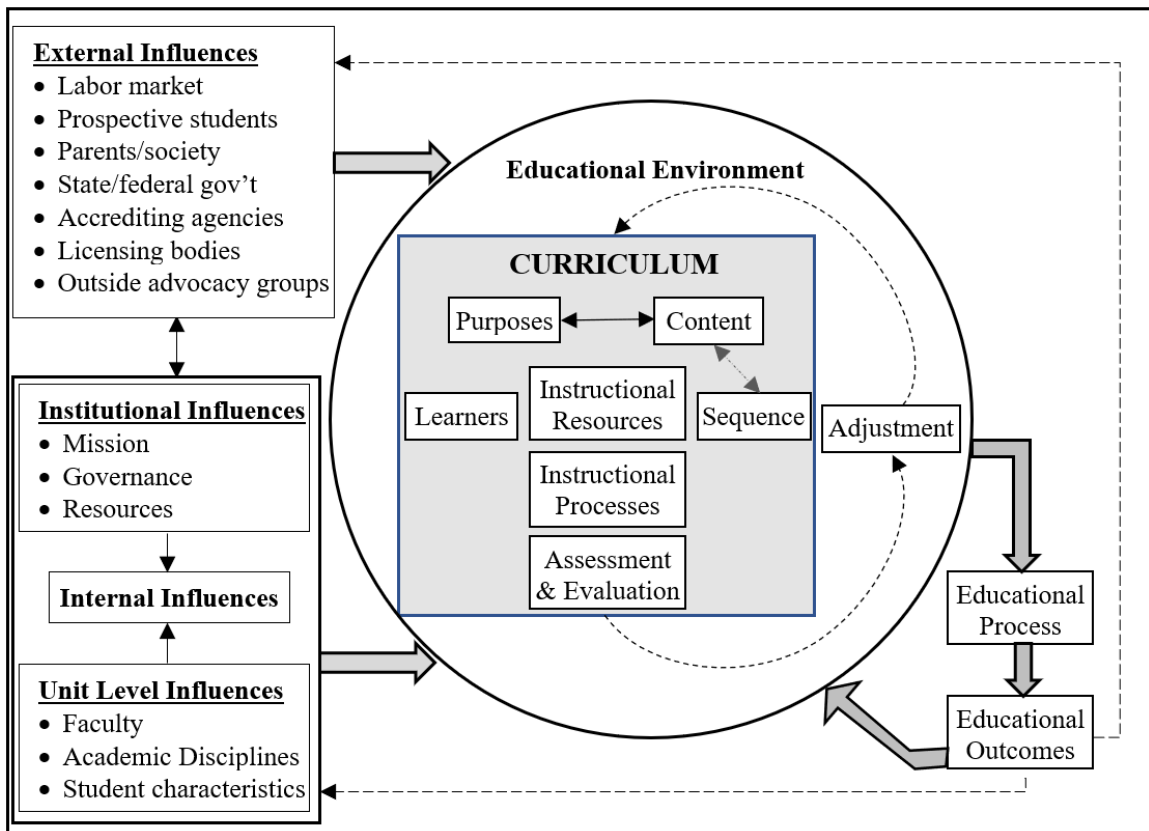 External Influences
• Labor market
• Prospective students
• Parents/society
• State/federal gov’t
• Accrediting agencies
• Licensing bodies
• Outside advocacy groups
Institutional Influences
• Mission
• Governance
• Resources
Internal Influences
Unit Level Influences
• Faculty
• Academic Disciplines
• Student characteristics
Educational Environment
CURRICULUM
Purposes
Content
Learners
Instructional
Resources
Sequence
Instructional
Processes
Assessment
& Evaluation
Adjustment
Educational
Process
Educational
Outcomes